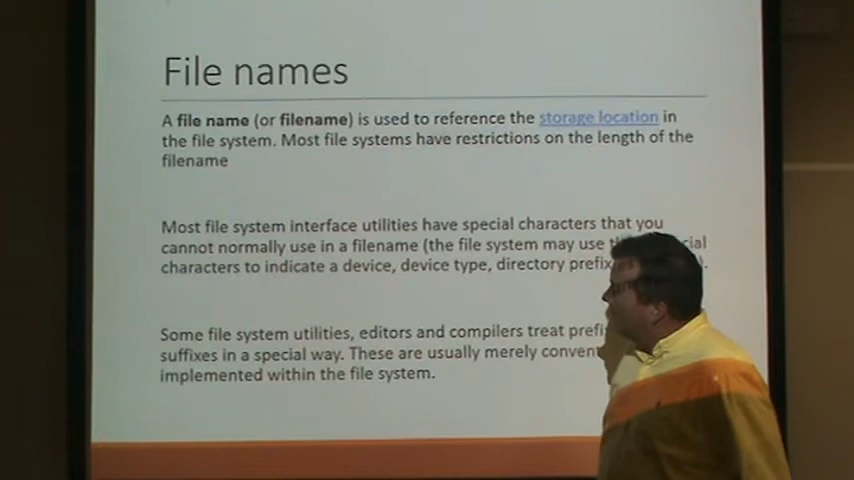 File names
A file name (or filename) is used to reference the storage location in
the file system. Most file systems have restrictions on the length of the
filename
Most file system interface utilities have special characters that you
cannot normally use in a filename (the file system may use
characters to indicate a device, device type, directory prefix
Some file system utilities, editors and compilers treat
suffixes in a special way. These are usually merely
implemented within the file system.